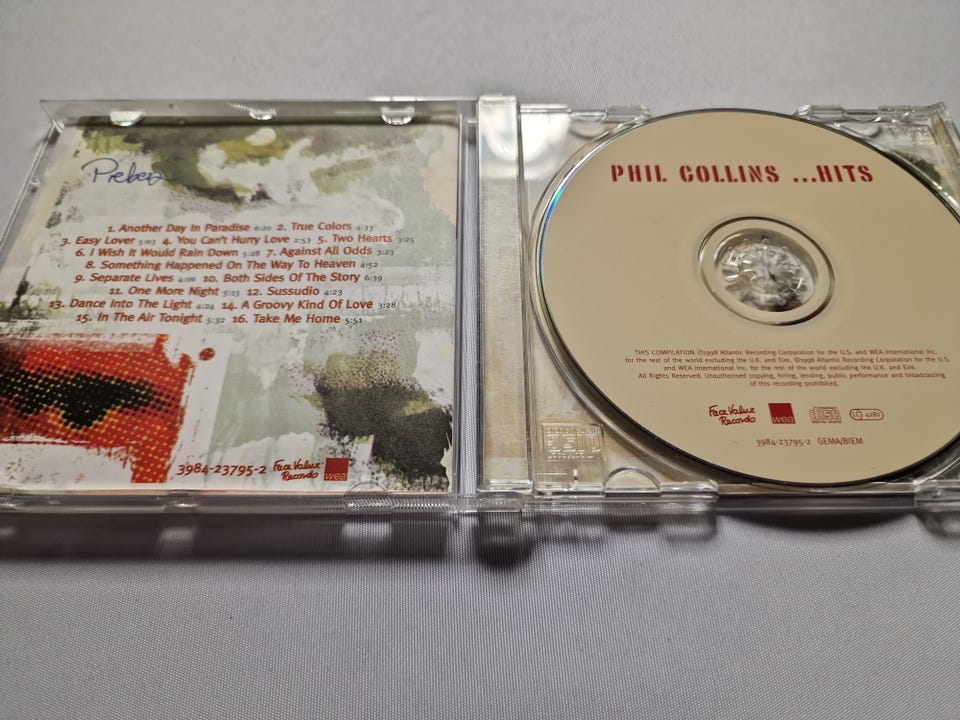 Preben
1. Another Day In Paradise 6:20 2. True Colors 4:33
3. Easy Lover 5:03 4. You Can't Hurry Love 2:53 5. Two Hearts 3:25
6. I Wish It Would Rain Down 5:28 7. Against All Odds 3:23
8. Something Happened On The Way To Heaven 4:52
9. Separate Lives 4:06 10. Both Sides Of The Story 6:39
11. One More Night 5:13 12. Sussudio 4:23
13. Dance Into The Light 4:24 14. A Groovy Kind Of Love 3:28
15. In The Air Tonight 5:32 16. Take Me Home 5:51
3984-23795-2 Face Value Records wea
PHIL COLLINS ...HITS
THIS COMPILATION ℗1998 Atlantic Recording Corporation for the U.S. and WEA International Inc.
for the rest of the world excluding the U.K. and Eire. ©1998 Atlantic Recording Corporation for the U.S.
and WEA International Inc. for the rest of the world excluding the U.K. and Eire.
All Rights Reserved. Unauthorised copying, hiring, lending, public performance and broadcasting
of this recording prohibited.
Face Value Records wea COMPACT disc DIGITAL AUDIO LC 4281
3984-23795-2 GEMA/BIEM